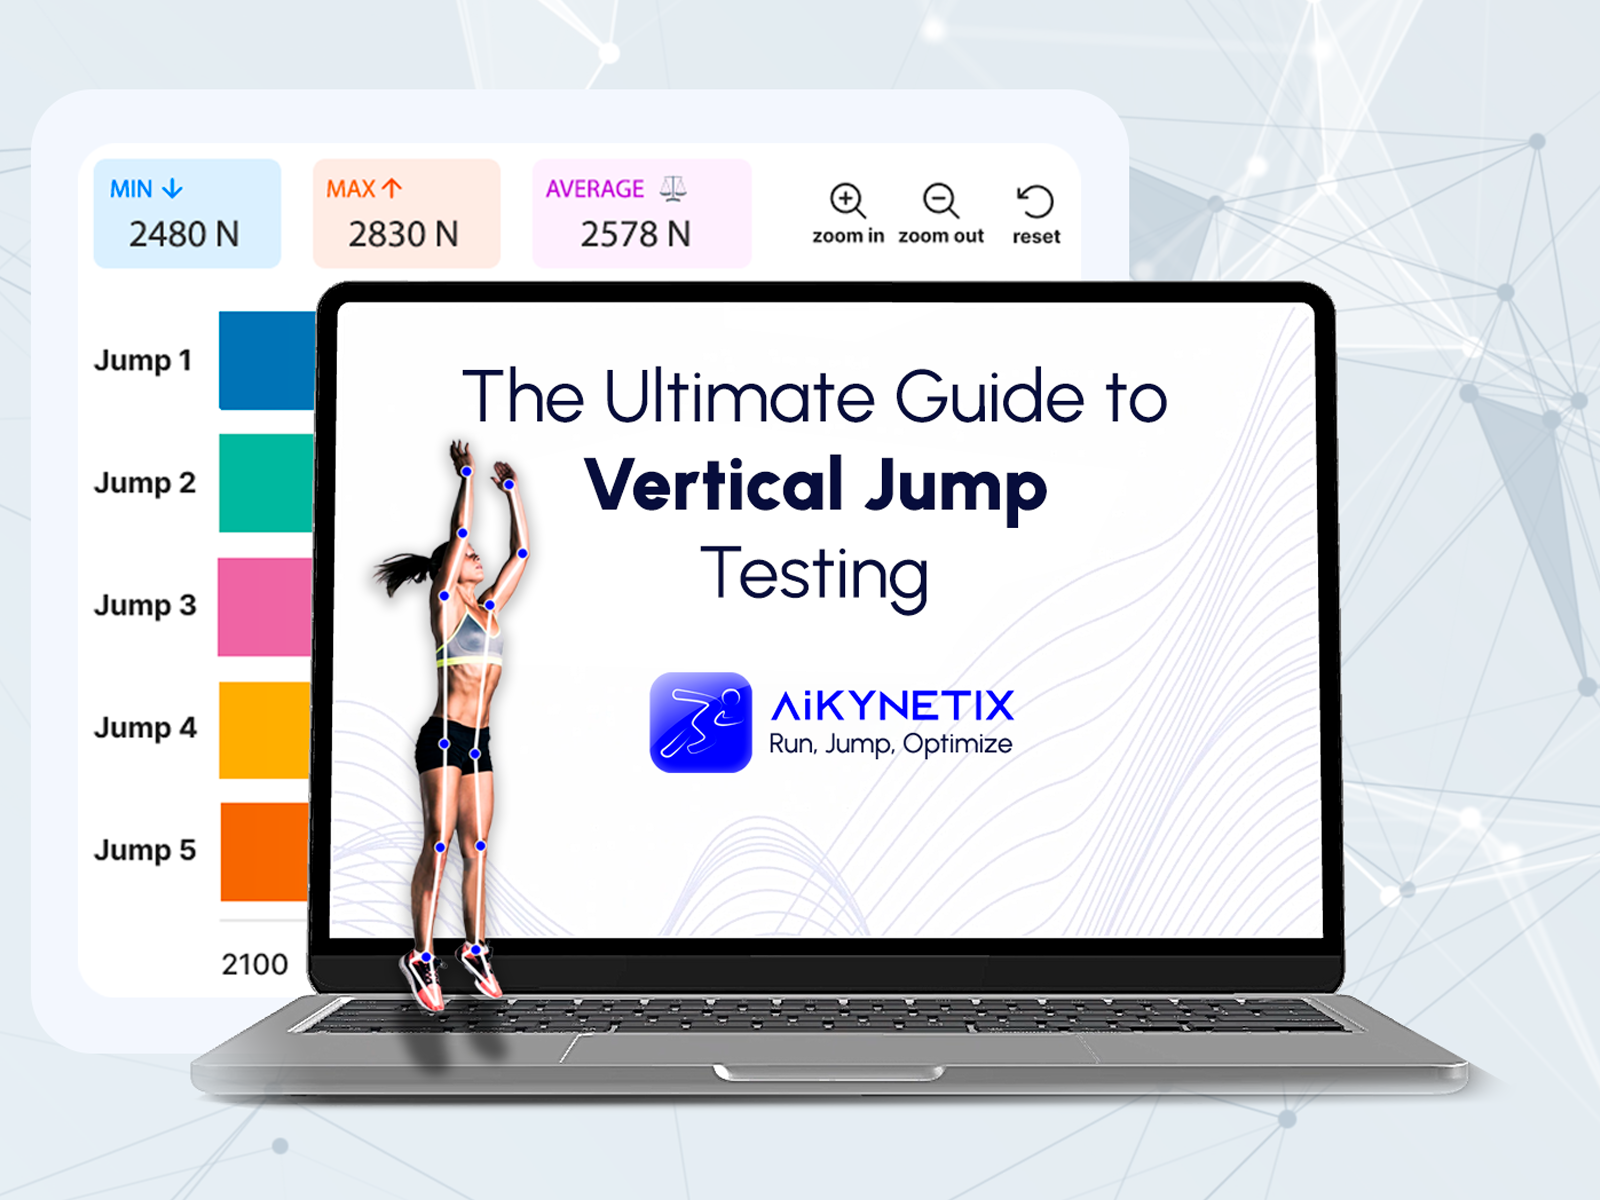 MIN ↓
2480 N
MAX ↑
2830 N
AVERAGE
2578 N
zoom in
zoom out
reset
Jump 1
Jump 2
Jump 3
Jump 4
Jump 5
2100
The Ultimate Guide to
Vertical Jump
Testing
AiKYNETIX
Run, Jump, Optimize